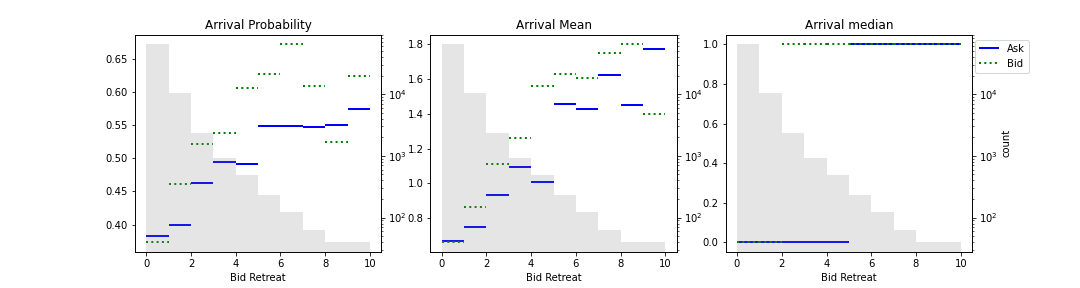 Arrival Probability
0.65
0.60
0.55
0.50
0.45
0.40
10⁴
10³
10²
0 2 4 6 8 10
Bid Retreat
Arrival Mean
1.8
1.6
1.4
1.2
1.0
0.8
10⁴
10³
10²
0 2 4 6 8 10
Bid Retreat
Arrival median
1.0
0.8
0.6
0.4
0.2
0.0
10⁴
10³
10²
count
0 2 4 6 8 10
Bid Retreat
Ask
Bid